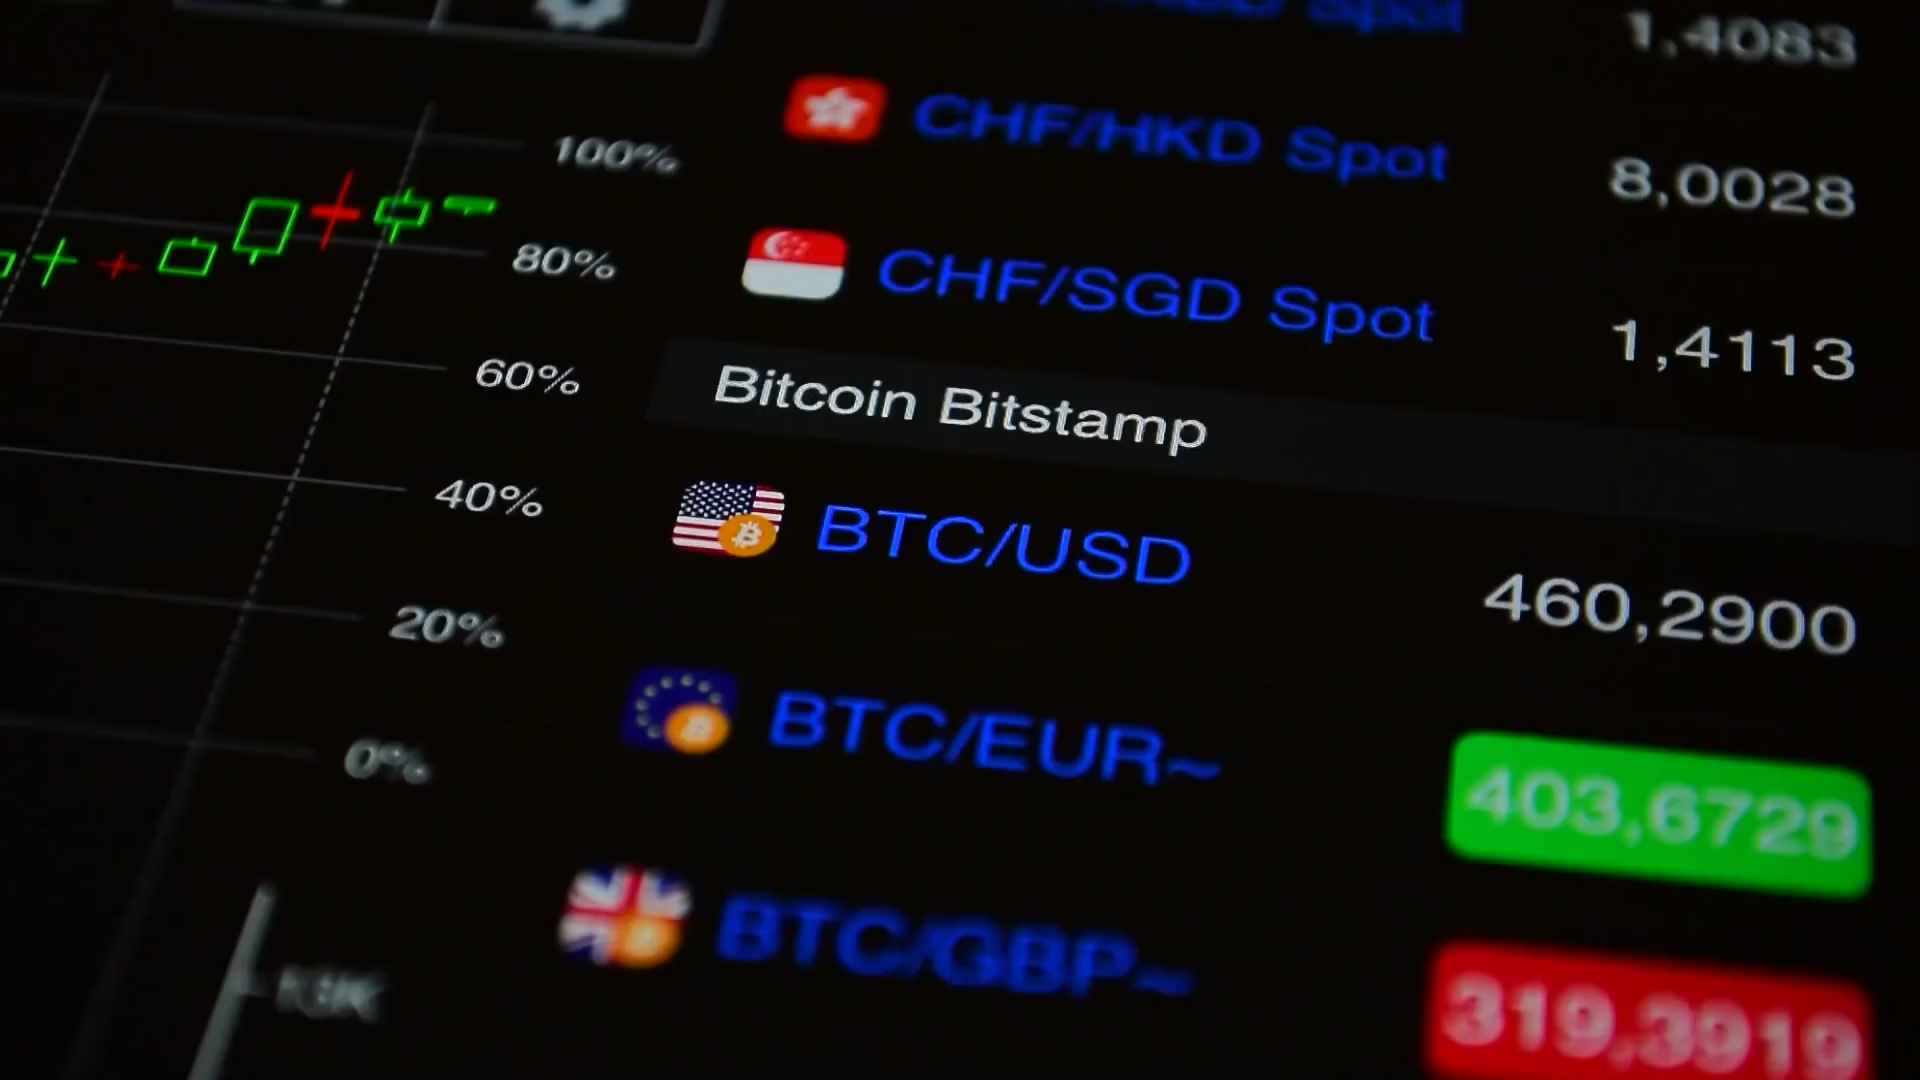 Spot 1,4083
100%
CHF/HKD Spot 8,0028
80%
CHF/SGD Spot 1,4113
60%
Bitcoin Bitstamp
40%
BTC/USD 460,2900
20%
BTC/EUR~ 403,6729
0%
BTC/GBP~ 319,3919